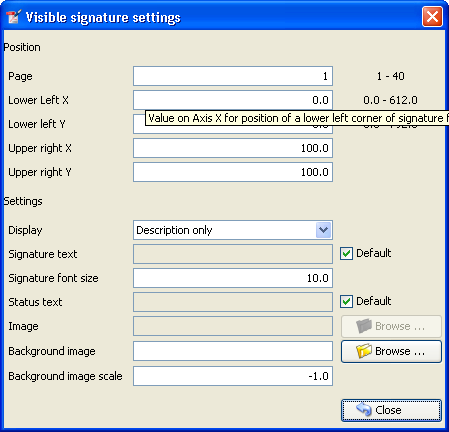 Visible signature settings
Position
Page 1 1 - 40
Lower Left X 0.0 0.0 - 612.0
Value on Axis X for position of a lower left corner of signature
Lower left Y
Upper right X 100.0
Upper right Y 100.0
Settings
Display Description only
Signature text Default
Signature font size 10.0
Status text Default
Image Browse ...
Background image Browse ...
Background image scale -1.0
Close